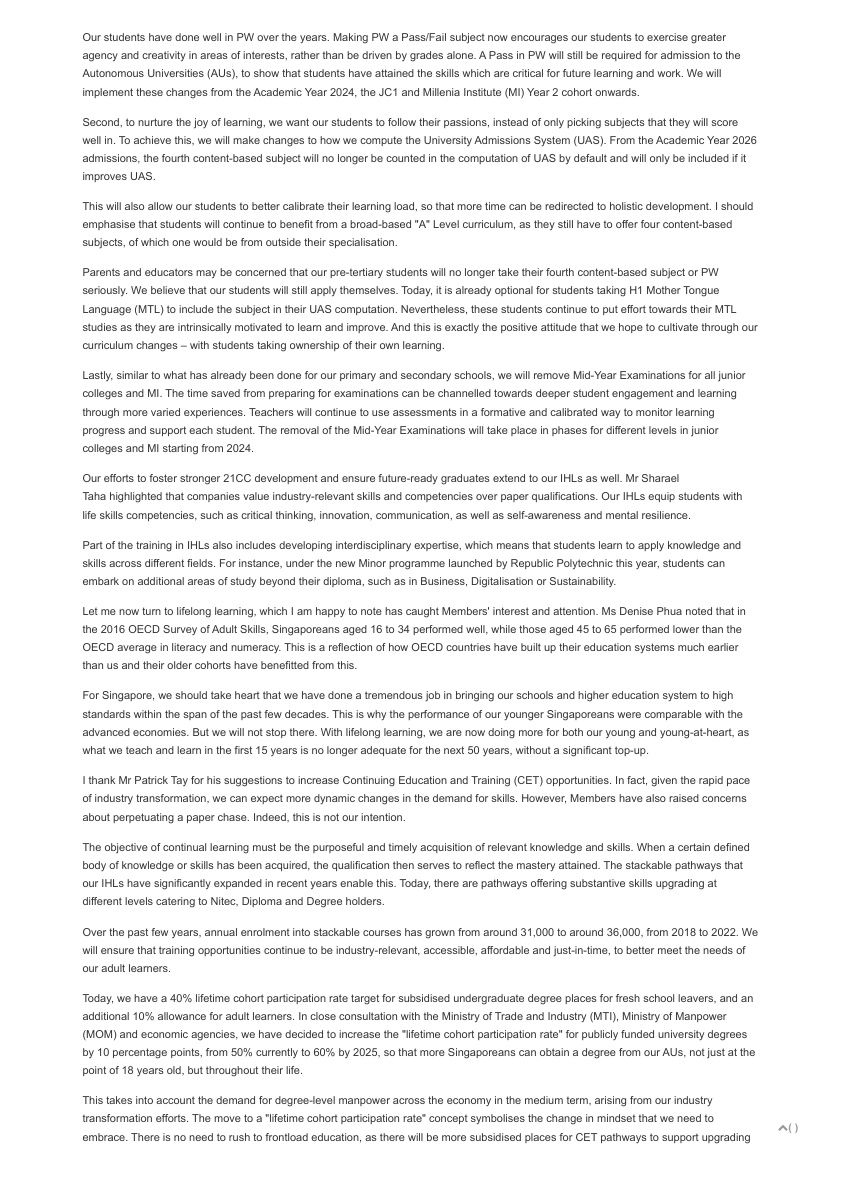 Our students have done well in PW over the years. Making PW a Pass/Fail subject now encourages our students to exercise greater
agency and creativity in areas of interests, rather than be driven by grades alone. A Pass in PW will still be required for admission to the
Autonomous Universities (AUs), to show that students have attained the skills which are critical for future learning and work. We will
implement these changes from the Academic Year 2024, the JC1 and Millenia Institute (MI) Year 2 cohort onwards.
Second, to nurture the joy of learning, we want our students to follow their passions, instead of only picking subjects that they will score
well in. To achieve this, we will make changes to how we compute the University Admissions System (UAS). From the Academic Year 2026
admissions, the fourth content-based subject will no longer be counted in the computation of UAS by default and will only be included if it
improves UAS.
This will also allow our students to better calibrate their learning load, so that more time can be redirected to holistic development. I should
emphasise that students will continue to benefit from a broad-based "A" Level curriculum, as they still have to offer four content-based
subjects, of which one would be from outside their specialisation.
Parents and educators may be concerned that our pre-tertiary students will no longer take their fourth content-based subject or PW
seriously. We believe that our students will still apply themselves. Today, it is already optional for students taking H1 Mother Tongue
Language (MTL) to include the subject in their UAS computation. Nevertheless, these students continue to put effort towards their MTL
studies as they are intrinsically motivated to learn and improve. And this is exactly the positive attitude that we hope to cultivate through our
curriculum changes – with students taking ownership of their own learning.
Lastly, similar to what has already been done for our primary and secondary schools, we will remove Mid-Year Examinations for all junior
colleges and MI. The time saved from preparing for examinations can be channelled towards deeper student engagement and learning
through more varied experiences. Teachers will continue to use assessments in a formative and calibrated way to monitor learning
progress and support each student. The removal of the Mid-Year Examinations will take place in phases for different levels in junior
colleges and MI starting from 2024.
Our efforts to foster stronger 21CC development and ensure future-ready graduates extend to our IHLs as well. Mr Sharael
Taha highlighted that companies value industry-relevant skills and competencies over paper qualifications. Our IHLs equip students with
life skills competencies, such as critical thinking, innovation, communication, as well as self-awareness and mental resilience.
Part of the training in IHLs also includes developing interdisciplinary expertise, which means that students learn to apply knowledge and
skills across different fields. For instance, under the new Minor programme launched by Republic Polytechnic this year, students can
embark on additional areas of study beyond their diploma, such as in Business, Digitalisation or Sustainability.
Let me now turn to lifelong learning, which I am happy to note has caught Members' interest and attention. Ms Denise Phua noted that in
the 2016 OECD Survey of Adult Skills, Singaporeans aged 16 to 34 performed well, while those aged 45 to 65 performed lower than the
OECD average in literacy and numeracy. This is a reflection of how OECD countries have built up their education systems much earlier
than us and their older cohorts have benefitted from this.
For Singapore, we should take heart that we have done a tremendous job in bringing our schools and higher education system to high
standards within the span of the past few decades. This is why the performance of our younger Singaporeans were comparable with the
advanced economies. But we will not stop there. With lifelong learning, we are now doing more for both our young and young-at-heart, as
what we teach and learn in the first 15 years is no longer adequate for the next 50 years, without a significant top-up.
I thank Mr Patrick Tay for his suggestions to increase Continuing Education and Training (CET) opportunities. In fact, given the rapid pace
of industry transformation, we can expect more dynamic changes in the demand for skills. However, Members have also raised concerns
about perpetuating a paper chase. Indeed, this is not our intention.
The objective of continual learning must be the purposeful and timely acquisition of relevant knowledge and skills. When a certain defined
body of knowledge or skills has been acquired, the qualification then serves to reflect the mastery attained. The stackable pathways that
our IHLs have significantly expanded in recent years enable this. Today, there are pathways offering substantive skills upgrading at
different levels catering to Nitec, Diploma and Degree holders.
Over the past few years, annual enrolment into stackable courses has grown from around 31,000 to around 36,000, from 2018 to 2022. We
will ensure that training opportunities continue to be industry-relevant, accessible, affordable and just-in-time, to better meet the needs of
our adult learners.
Today, we have a 40% lifetime cohort participation rate target for subsidised undergraduate degree places for fresh school leavers, and an
additional 10% allowance for adult learners. In close consultation with the Ministry of Trade and Industry (MTI), Ministry of Manpower
(MOM) and economic agencies, we have decided to increase the "lifetime cohort participation rate" for publicly funded university degrees
by 10 percentage points, from 50% currently to 60% by 2025, so that more Singaporeans can obtain a degree from our AUs, not just at the
point of 18 years old, but throughout their life.
This takes into account the demand for degree-level manpower across the economy in the medium term, arising from our industry
transformation efforts. The move to a "lifetime cohort participation rate" concept symbolises the change in mindset that we need to
embrace. There is no need to rush to frontload education, as there will be more subsidised places for CET pathways to support upgrading
( )